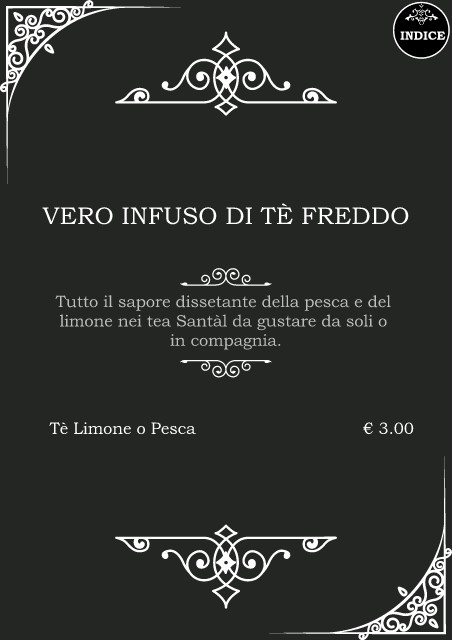 INDICE
VERO INFUSO DI TÈ FREDDO
Tutto il sapore dissetante della pesca e del
limone nei tea Santàl da gustare da soli o
in compagnia.
Tè Limone o Pesca € 3.00